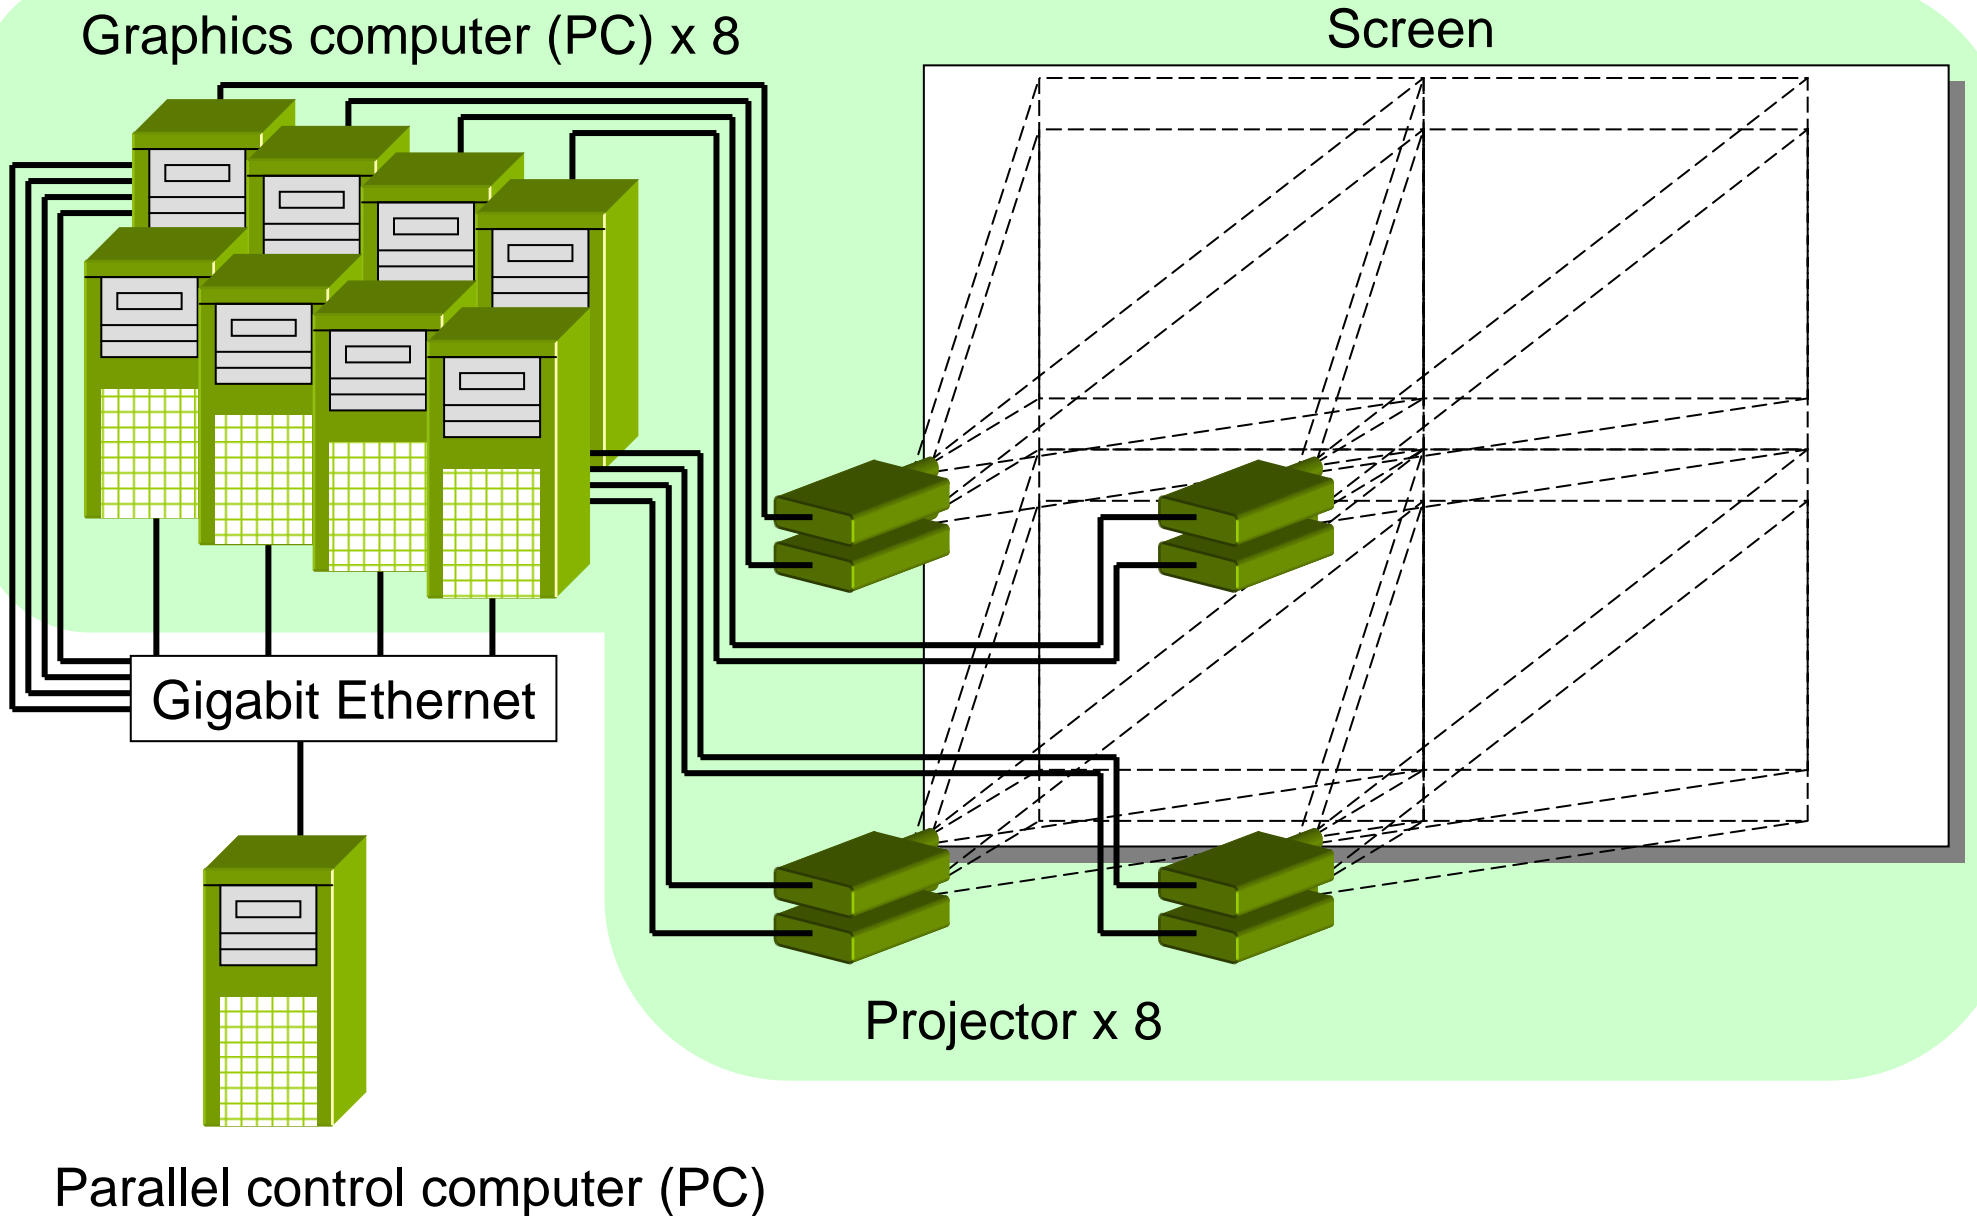 Graphics computer (PC) x 8
Screen
Gigabit Ethernet
Projector x 8
Parallel control computer (PC)